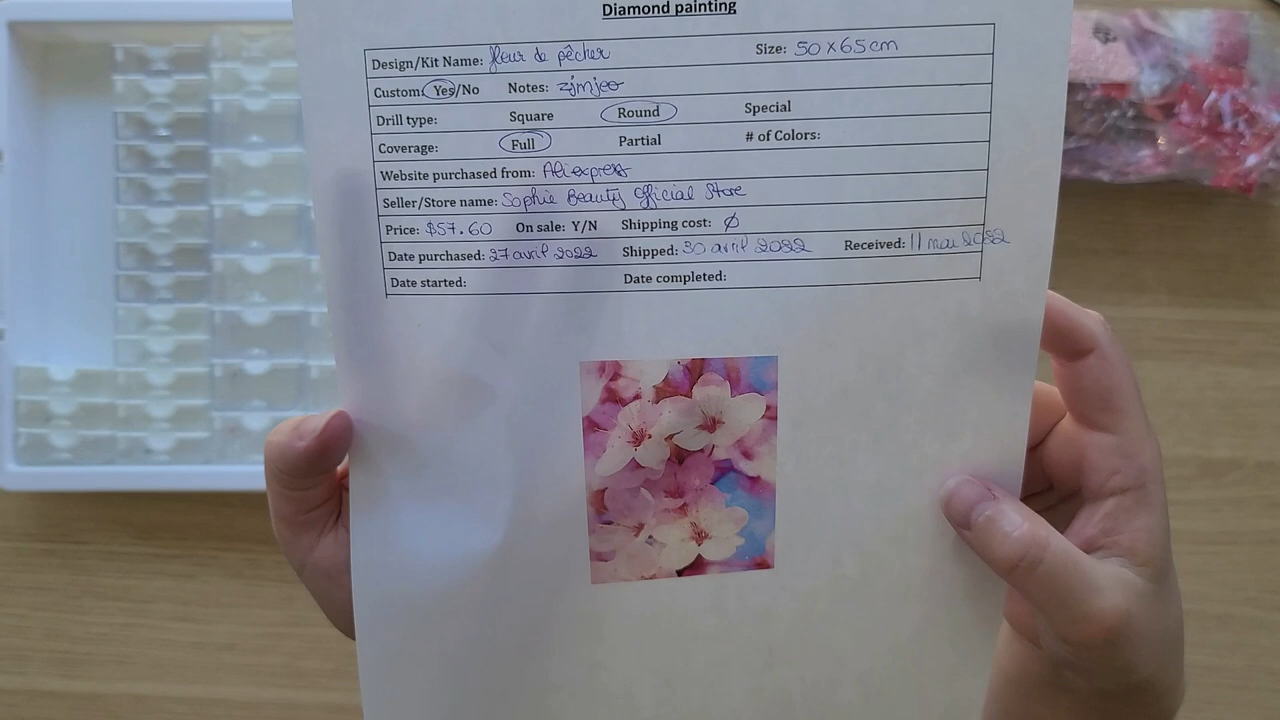 Diamond painting
Design/Kit Name: fleur de pêcher Size: 50 x 65 cm
Custom: Yes/No Notes: zjmjeo
Drill type: Square Round Special
Coverage: Full Partial # of Colors:
Website purchased from: Aliexpress
Seller/Store name: Sophie Beauty Official Store
Price: $57.60 On sale: Y/N Shipping cost: Ø
Date purchased: 27 avril 2022 Shipped: 30 avril 2022 Received: 11 mai 2022
Date started: Date completed: